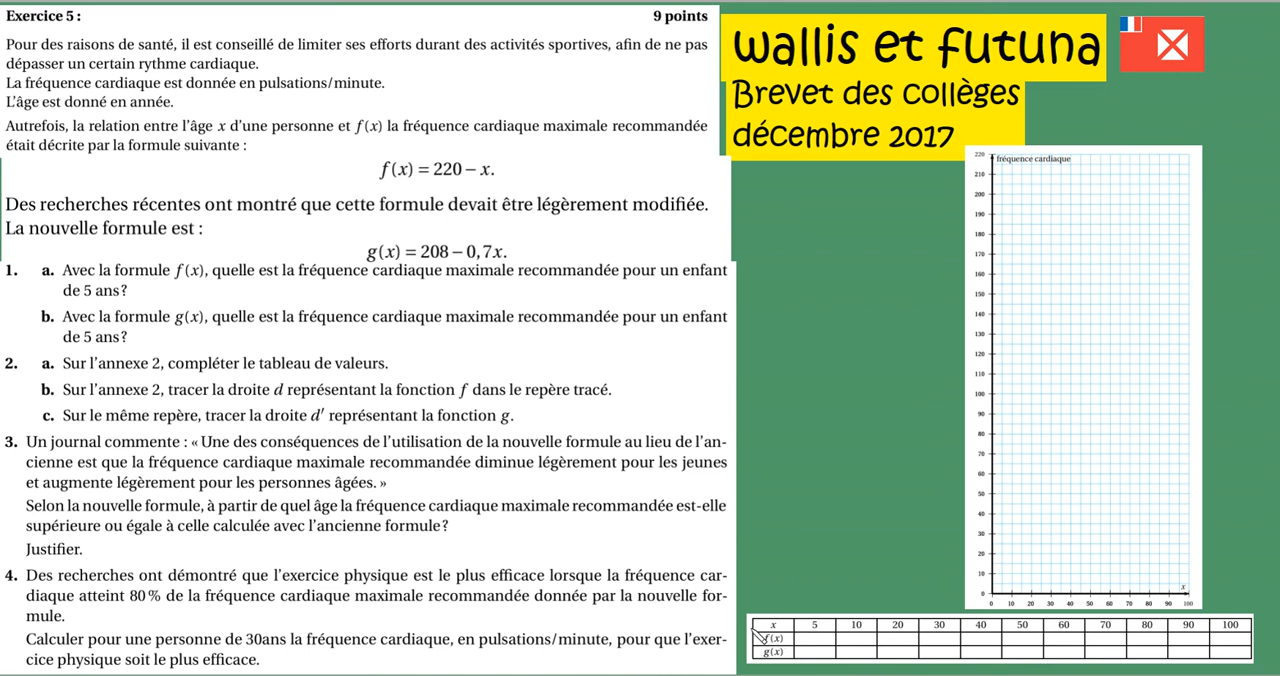 Exercice 5 : 9 points
Pour des raisons de santé, il est conseillé de limiter ses efforts durant des activités sportives, afin de ne pas
dépasser un certain rythme cardiaque.
La fréquence cardiaque est donnée en pulsations/minute.
L'âge est donné en année.
Autrefois, la relation entre l'âge x d'une personne et f(x) la fréquence cardiaque maximale recommandée
était décrite par la formule suivante :
f(x) = 220 − x.
Des recherches récentes ont montré que cette formule devait être légèrement modifiée.
La nouvelle formule est :
g(x) = 208 − 0,7x.
1. a. Avec la formule f(x), quelle est la fréquence cardiaque maximale recommandée pour un enfant
de 5 ans ?
b. Avec la formule g(x), quelle est la fréquence cardiaque maximale recommandée pour un enfant
de 5 ans ?
2. a. Sur l'annexe 2, compléter le tableau de valeurs.
b. Sur l'annexe 2, tracer la droite d représentant la fonction f dans le repère tracé.
c. Sur le même repère, tracer la droite d′ représentant la fonction g.
3. Un journal commente : « Une des conséquences de l'utilisation de la nouvelle formule au lieu de l'an-
cienne est que la fréquence cardiaque maximale recommandée diminue légèrement pour les jeunes
et augmente légèrement pour les personnes âgées. »
Selon la nouvelle formule, à partir de quel âge la fréquence cardiaque maximale recommandée est-elle
supérieure ou égale à celle calculée avec l'ancienne formule ?
Justifier.
4. Des recherches ont démontré que l'exercice physique est le plus efficace lorsque la fréquence car-
diaque atteint 80 % de la fréquence cardiaque maximale recommandée donnée par la nouvelle for-
mule.
Calculer pour une personne de 30ans la fréquence cardiaque, en pulsations/minute, pour que l'exer-
cice physique soit le plus efficace.
wallis et futuna
Brevet des collèges
décembre 2017
220 fréquence cardiaque
210
200
190
180
170
160
150
140
130
120
110
100
90
80
70
60
50
40
30
20
10
x
0
0 10 20 30 40 50 60 70 80 90 100
x 5 10 20 30 40 50 60 70 80 90 100
f(x)
g(x)